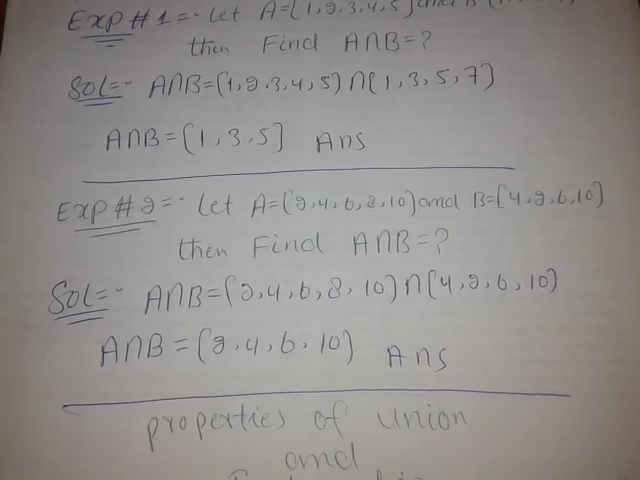 Exp # 1 =- Let A={1,2,3,4,5} and B
then Find A∩B=?
Sol=- A∩B={1,2,3,4,5}∩{1,3,5,7}
A∩B={1,3,5} Ans
Exp # 2 =- Let A={2,4,6,8,10} and B={4,2,6,10}
then Find A∩B=?
Sol=- A∩B={2,4,6,8,10}∩{4,2,6,10}
A∩B={2,4,6,10} Ans
properties of union
and